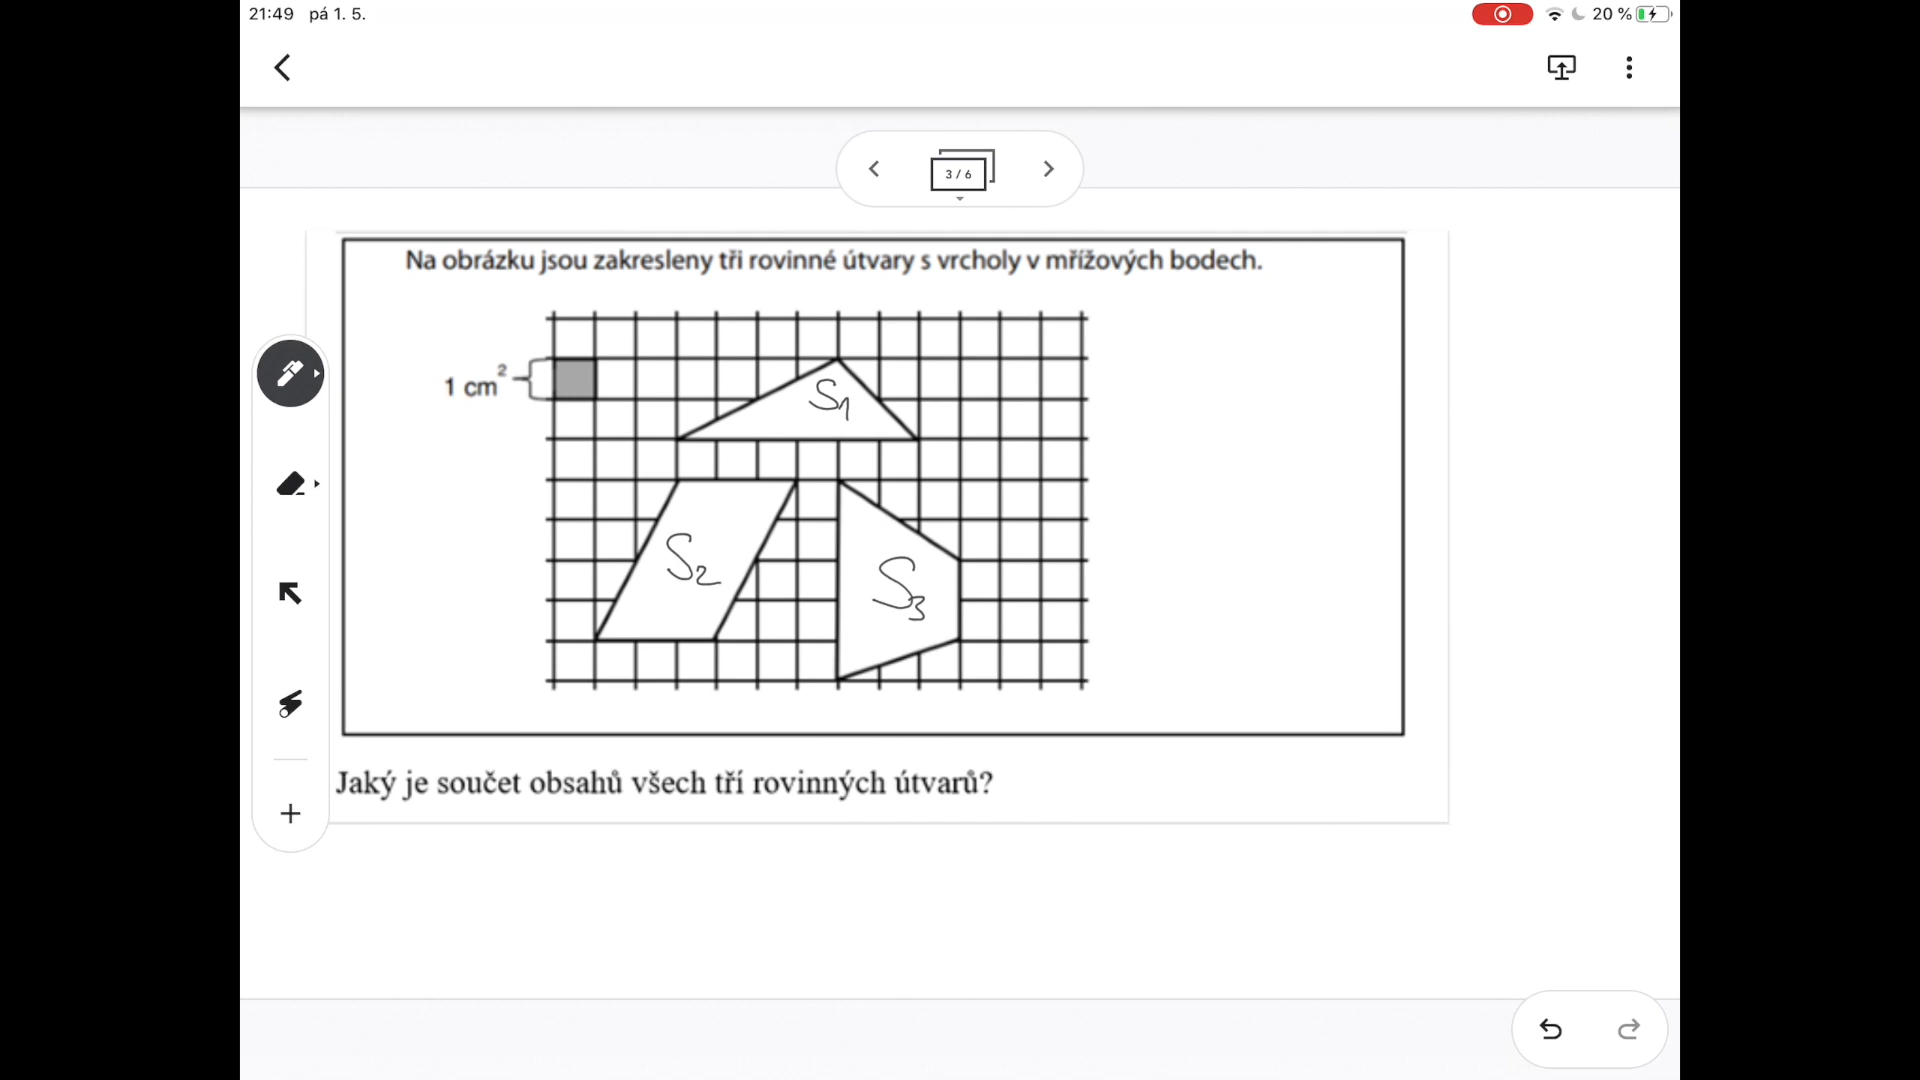 21:49 pá 1. 5.
20 %
3 / 6
Na obrázku jsou zakresleny tři rovinné útvary s vrcholy v mřížových bodech.
1 cm²
S1
S2
S3
Jaký je součet obsahů všech tří rovinných útvarů?